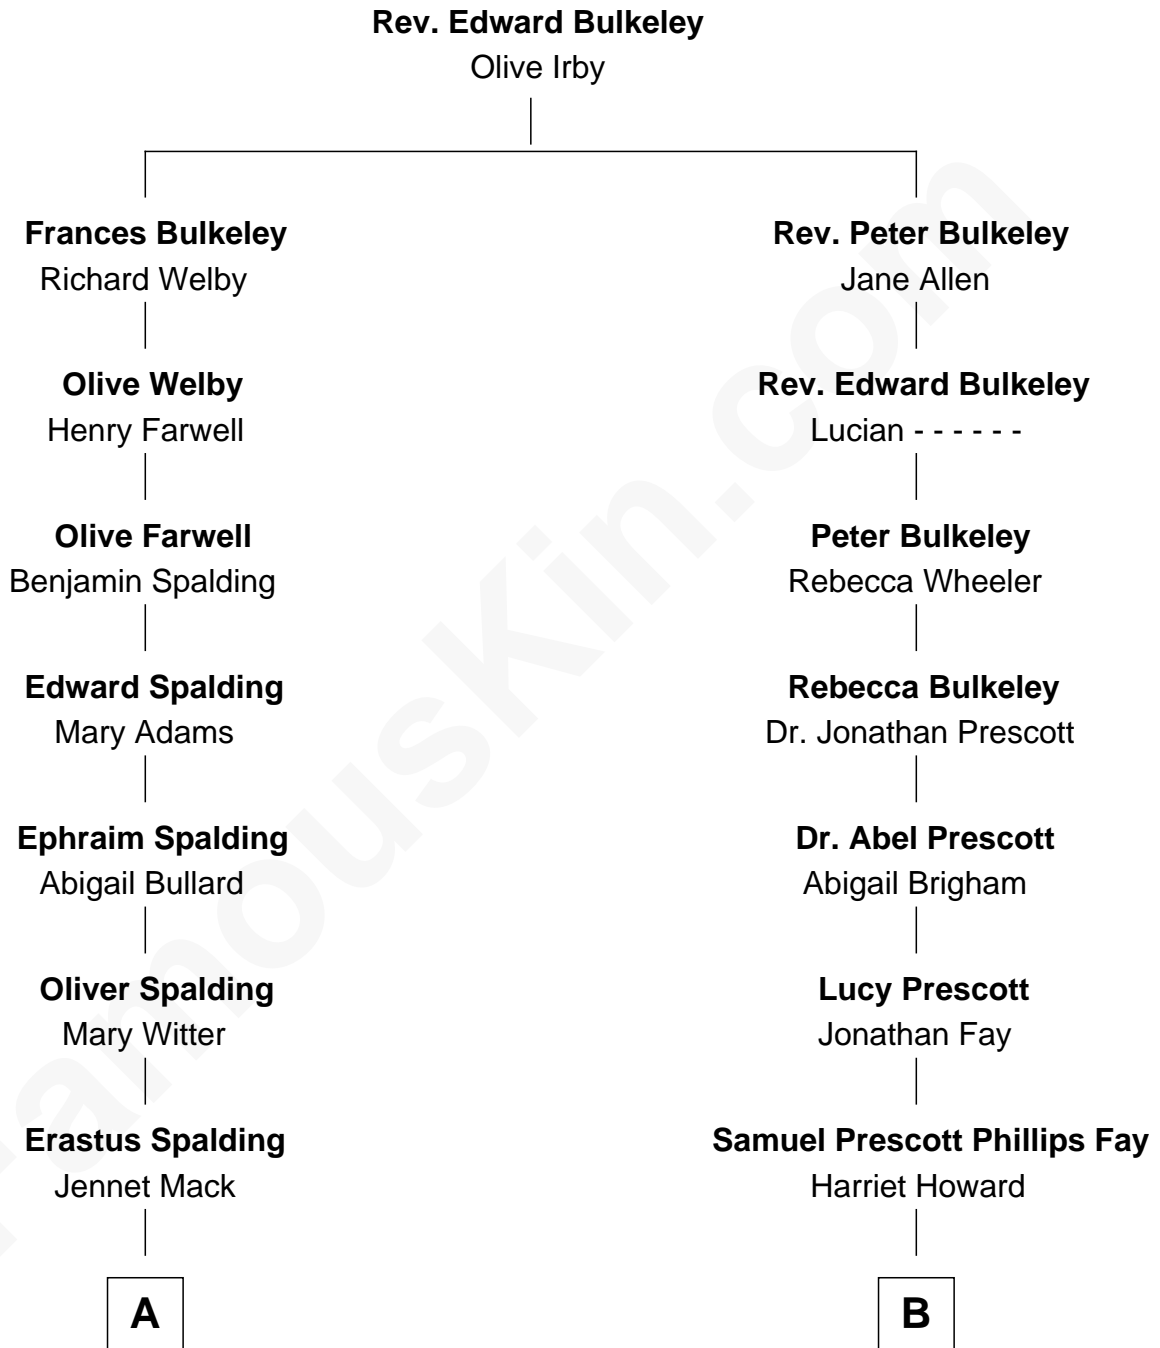 Rev. Edward Bulkeley
Olive Irby
Frances Bulkeley
Richard Welby
Rev. Peter Bulkeley
Jane Allen
Olive Welby
Henry Farwell
Rev. Edward Bulkeley
Lucian - - - - - -
Olive Farwell
Benjamin Spalding
Peter Bulkeley
Rebecca Wheeler
Edward Spalding
Mary Adams
Rebecca Bulkeley
Dr. Jonathan Prescott
Ephraim Spalding
Abigail Bullard
Dr. Abel Prescott
Abigail Brigham
Oliver Spalding
Mary Witter
Lucy Prescott
Jonathan Fay
Erastus Spalding
Jennet Mack
Samuel Prescott Phillips Fay
Harriet Howard
A
B
FamousKin.com